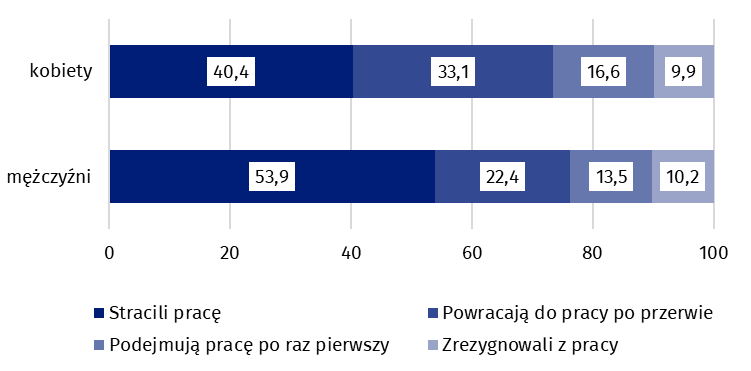 kobiety 40,4 33,1 16,6 9,9
mężczyźni 53,9 22,4 13,5 10,2
0 20 40 60 80 100
Stracili pracę Powracają do pracy po przerwie
Podejmują pracę po raz pierwszy Zrezygnowali z pracy